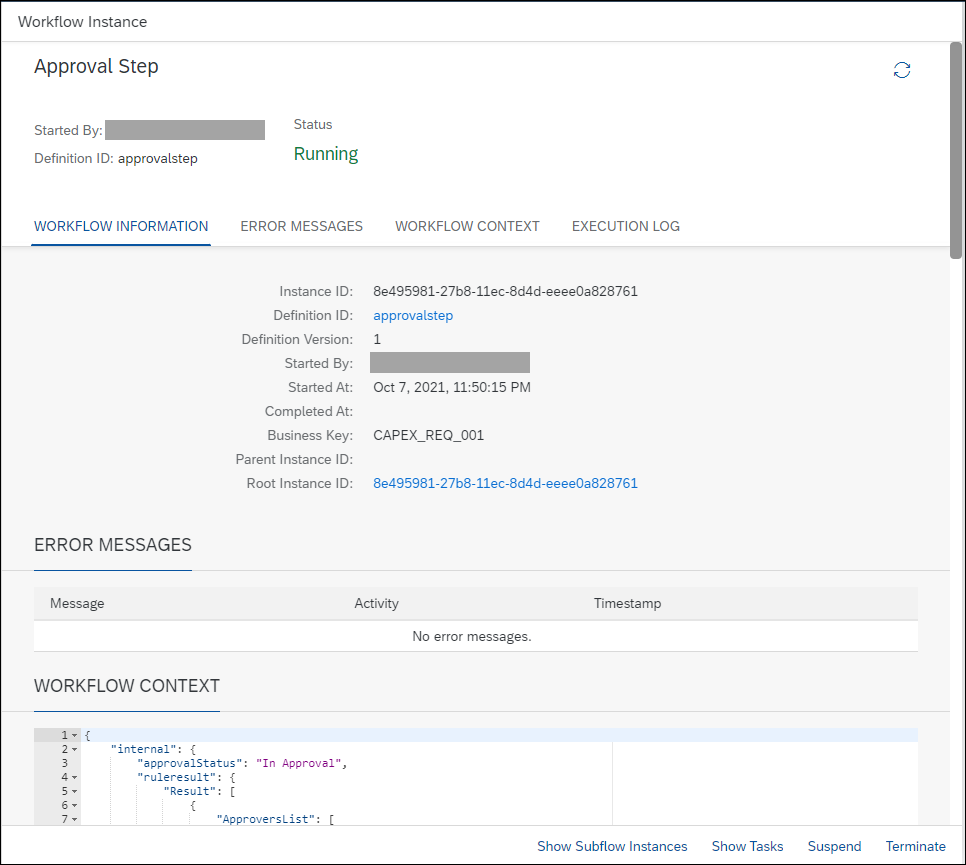 Workflow Instance
Approval Step
Started By:
Status
Definition ID: approvalstep
Running
WORKFLOW INFORMATION ERROR MESSAGES WORKFLOW CONTEXT EXECUTION LOG
Instance ID: 8e495981-27b8-11ec-8d4d-eeee0a828761
Definition ID: approvalstep
Definition Version: 1
Started By:
Started At: Oct 7, 2021, 11:50:15 PM
Completed At:
Business Key: CAPEX_REQ_001
Parent Instance ID:
Root Instance ID: 8e495981-27b8-11ec-8d4d-eeee0a828761
ERROR MESSAGES
Message Activity Timestamp
No error messages.
WORKFLOW CONTEXT
1 {
2 "internal": {
3 "approvalStatus": "In Approval",
4 "ruleresult": {
5 "Result": [
6 {
7 "ApproversList": [
Show Subflow Instances Show Tasks Suspend Terminate